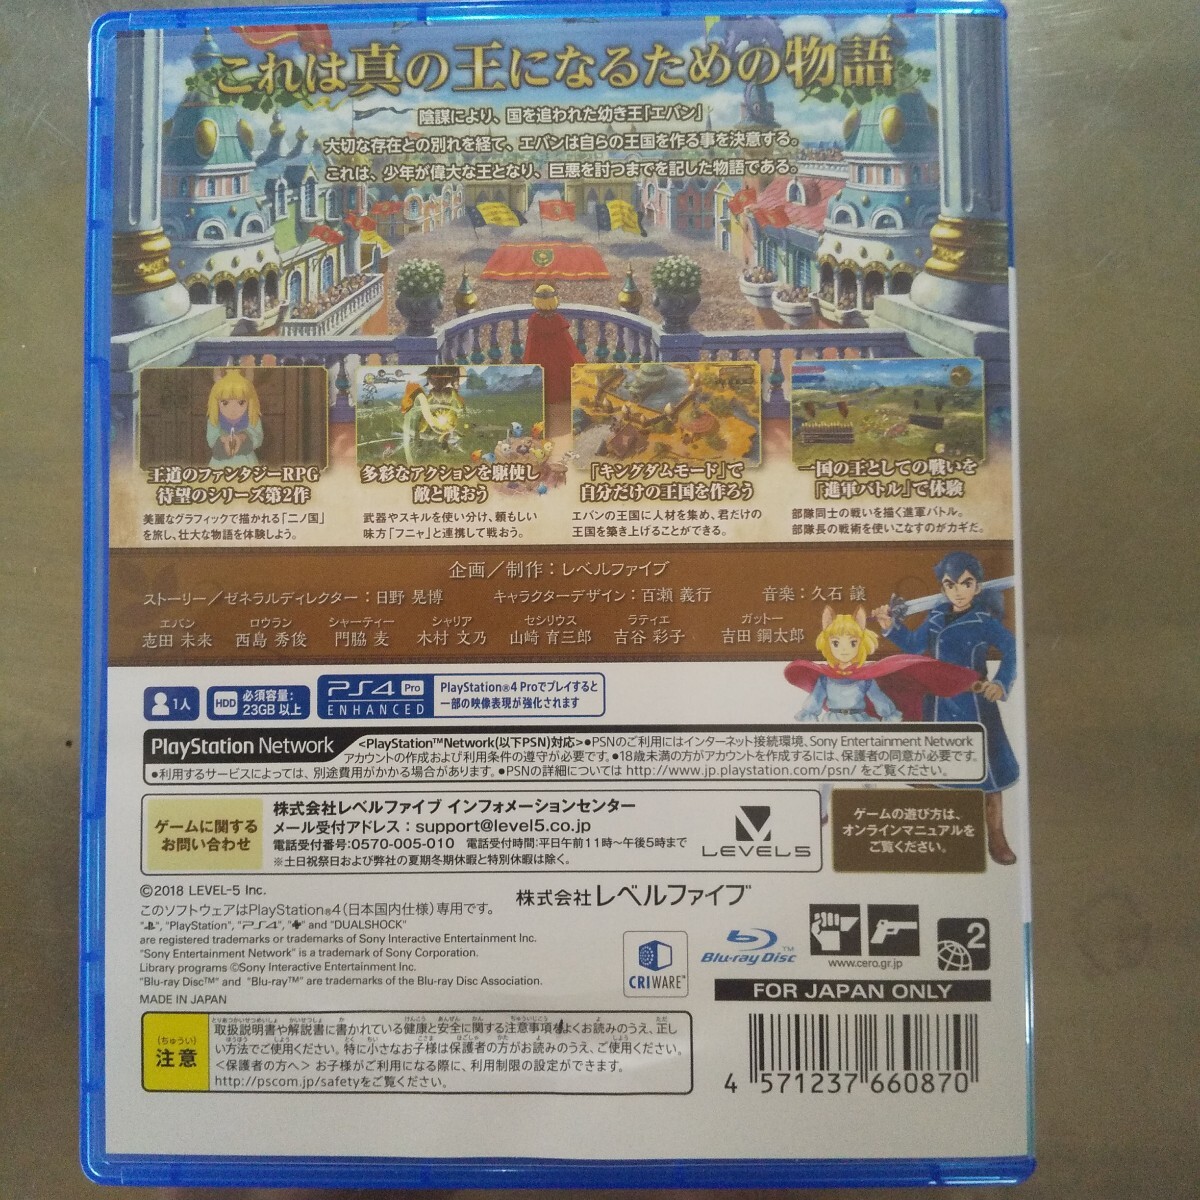 これは真の王になるための物語
陰謀により、国を追われた幼き王「エバン」
大切な存在との別れを経て、エバンは自らの王国を作る事を決意する。
これは、少年が偉大な王となり、巨悪を討つまでを記した物語である。
王道のファンタジーRPG
待望のシリーズ第2作
美麗なグラフィックで描かれる「二ノ国」
を旅し、壮大な物語を体験しよう。
多彩なアクションを駆使し
敵と戦おう
武器やスキルを使い分け、頼もしい
味方「フニャ」と連携して戦おう。
「キングダムモード」で
自分だけの王国を作ろう
エバンの王国に人材を集め、君だけの
王国を築き上げることができる。
一国の王としての戦いを
「進軍バトル」で体験
部隊同士の戦いを描く進軍バトル。
部隊長の戦術を使いこなすのがカギだ。
企画／制作：レベルファイブ
ストーリー／ゼネラルディレクター：日野 晃博 キャラクターデザイン：百瀬 義行 音楽：久石 譲
エバン ロウラン シャーティー シャリア セシリウス ラティエ ガットー
志田 未来 西島 秀俊 門脇 麦 木村 文乃 山崎 育三郎 吉谷 彩子 吉田 鋼太郎
1人
HDD 必須容量:
23GB 以上
PS4 Pro
ENHANCED
PlayStation®4 Proでプレイすると
一部の映像表現が強化されます
PlayStation Network
<PlayStation™Network(以下PSN)対応>●PSNのご利用にはインターネット接続環境、Sony Entertainment Network
アカウントの作成および利用条件の遵守が必要です。●18歳未満の方がアカウントを作成するには、保護者の同意が必要です。
●利用するサービスによっては、別途費用がかかる場合があります。●PSNの詳細については http://www.jp.playstation.com/psn/ をご覧ください。
ゲームに関する
お問い合わせ
株式会社レベルファイブ インフォメーションセンター
メール受付アドレス：support@level5.co.jp
電話受付番号:0570-005-010 電話受付時間:平日午前11時〜午後5時まで
※土日祝祭日および弊社の夏期冬期休暇と特別休暇は除く。
LEVEL5
ゲームの遊び方は、
オンラインマニュアルを
ご覧ください。
©2018 LEVEL-5 Inc.
株式会社レベルファイブ
このソフトウェアはPlayStation®4(日本国内仕様)専用です。
"PlayStation", "PS4", and "DUALSHOCK"
are registered trademarks or trademarks of Sony Interactive Entertainment Inc.
"Sony Entertainment Network" is a trademark of Sony Corporation.
Library programs ©Sony Interactive Entertainment Inc.
"Blu-ray Disc™" and "Blu-ray™" are trademarks of the Blu-ray Disc Association.
MADE IN JAPAN
CRIWARE™
Blu-ray Disc™
www.cero.gr.jp
2
FOR JAPAN ONLY
(ちゅうい)
注意
取扱説明書や解説書に書かれている健康と安全に関する注意事項をよくお読みのうえ、正し
い方法でご使用ください。特に小さなお子様は保護者の方がお読みのうえ、ご使用ください。
<保護者の方へ> お子様がご利用になる際に、利用制限の設定ができます。
http://pscom.jp/safetyをご覧ください。
4 571237 660870